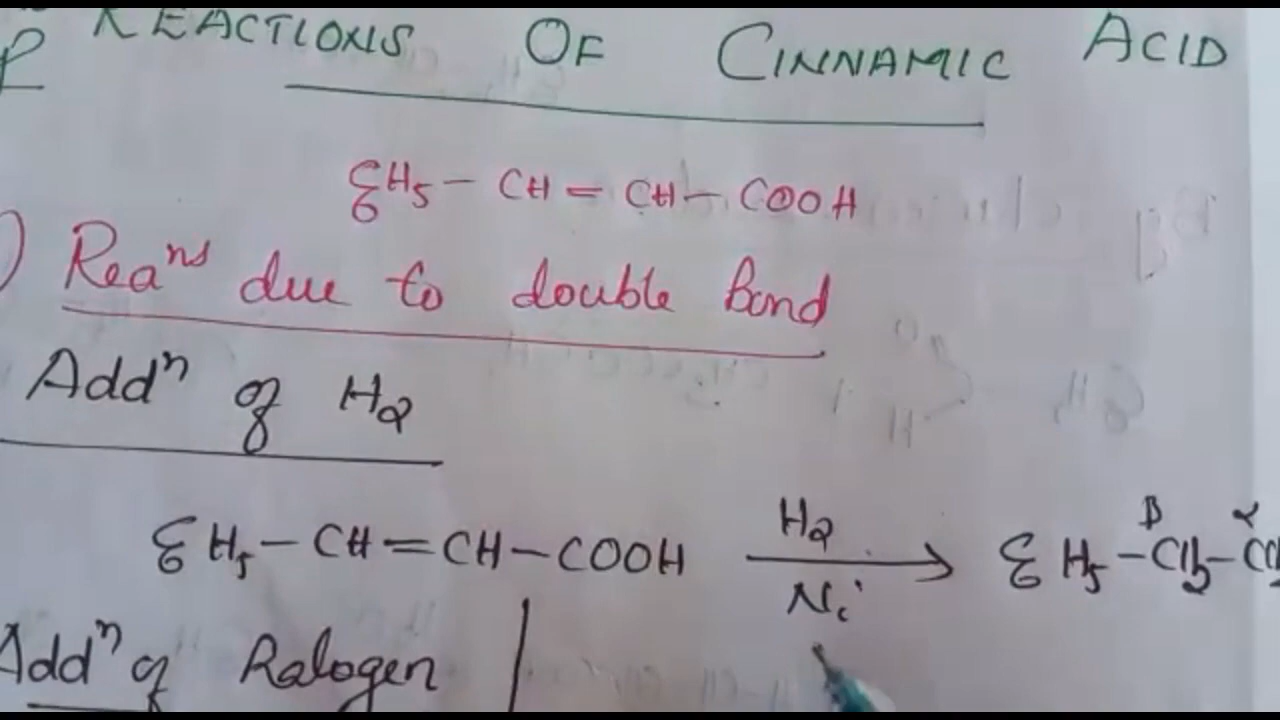 P REACTIONS OF CINNAMIC ACID
C6H5 - CH = CH - COOH
) Reaⁿˢ due to double Bond
Addⁿ of H2
C6H5 - CH = CH - COOH H2 Ni → C6H5 - CH2 - β α
Addⁿ of Halogen